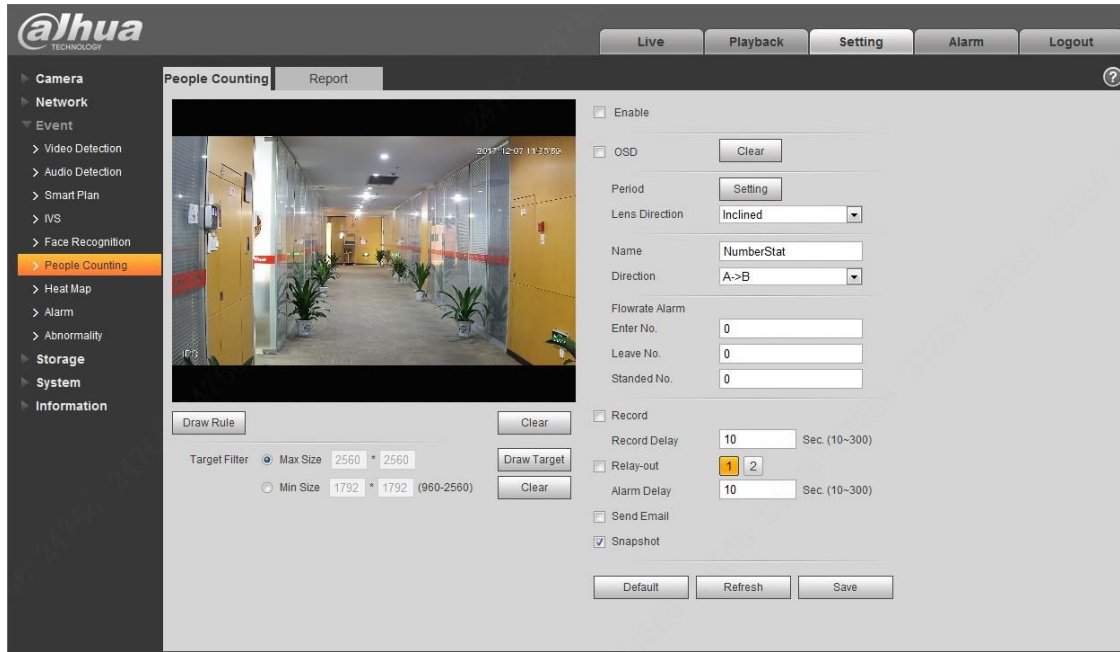 alhua
TECHNOLOGY
Live Playback Setting Alarm Logout
Camera
Network
Event
Video Detection
Audio Detection
Smart Plan
IVS
Face Recognition
People Counting
Heat Map
Alarm
Abnormality
Storage
System
Information
People Counting Report
?
2017-12-07 11:35:59
Draw Rule Clear
Target Filter Max Size 2560 * 2560 Draw Target
Min Size 1792 * 1792 (960-2560) Clear
Enable
OSD Clear
Period Setting
Lens Direction Inclined
Name NumberStat
Direction A->B
Flowrate Alarm
Enter No. 0
Leave No. 0
Standed No. 0
Record
Record Delay 10 Sec. (10~300)
Relay-out 1 2
Alarm Delay 10 Sec. (10~300)
Send Email
Snapshot
Default Refresh Save